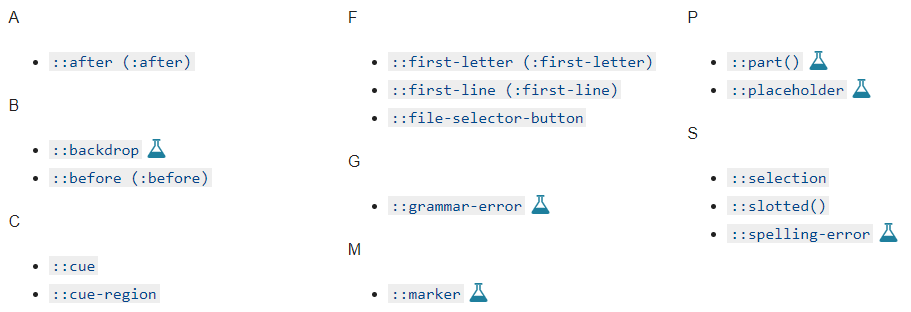 A
::after (:after)
B
::backdrop
::before (:before)
C
::cue
::cue-region
F
::first-letter (:first-letter)
::first-line (:first-line)
::file-selector-button
G
::grammar-error
M
::marker
P
::part()
::placeholder
S
::selection
::slotted()
::spelling-error